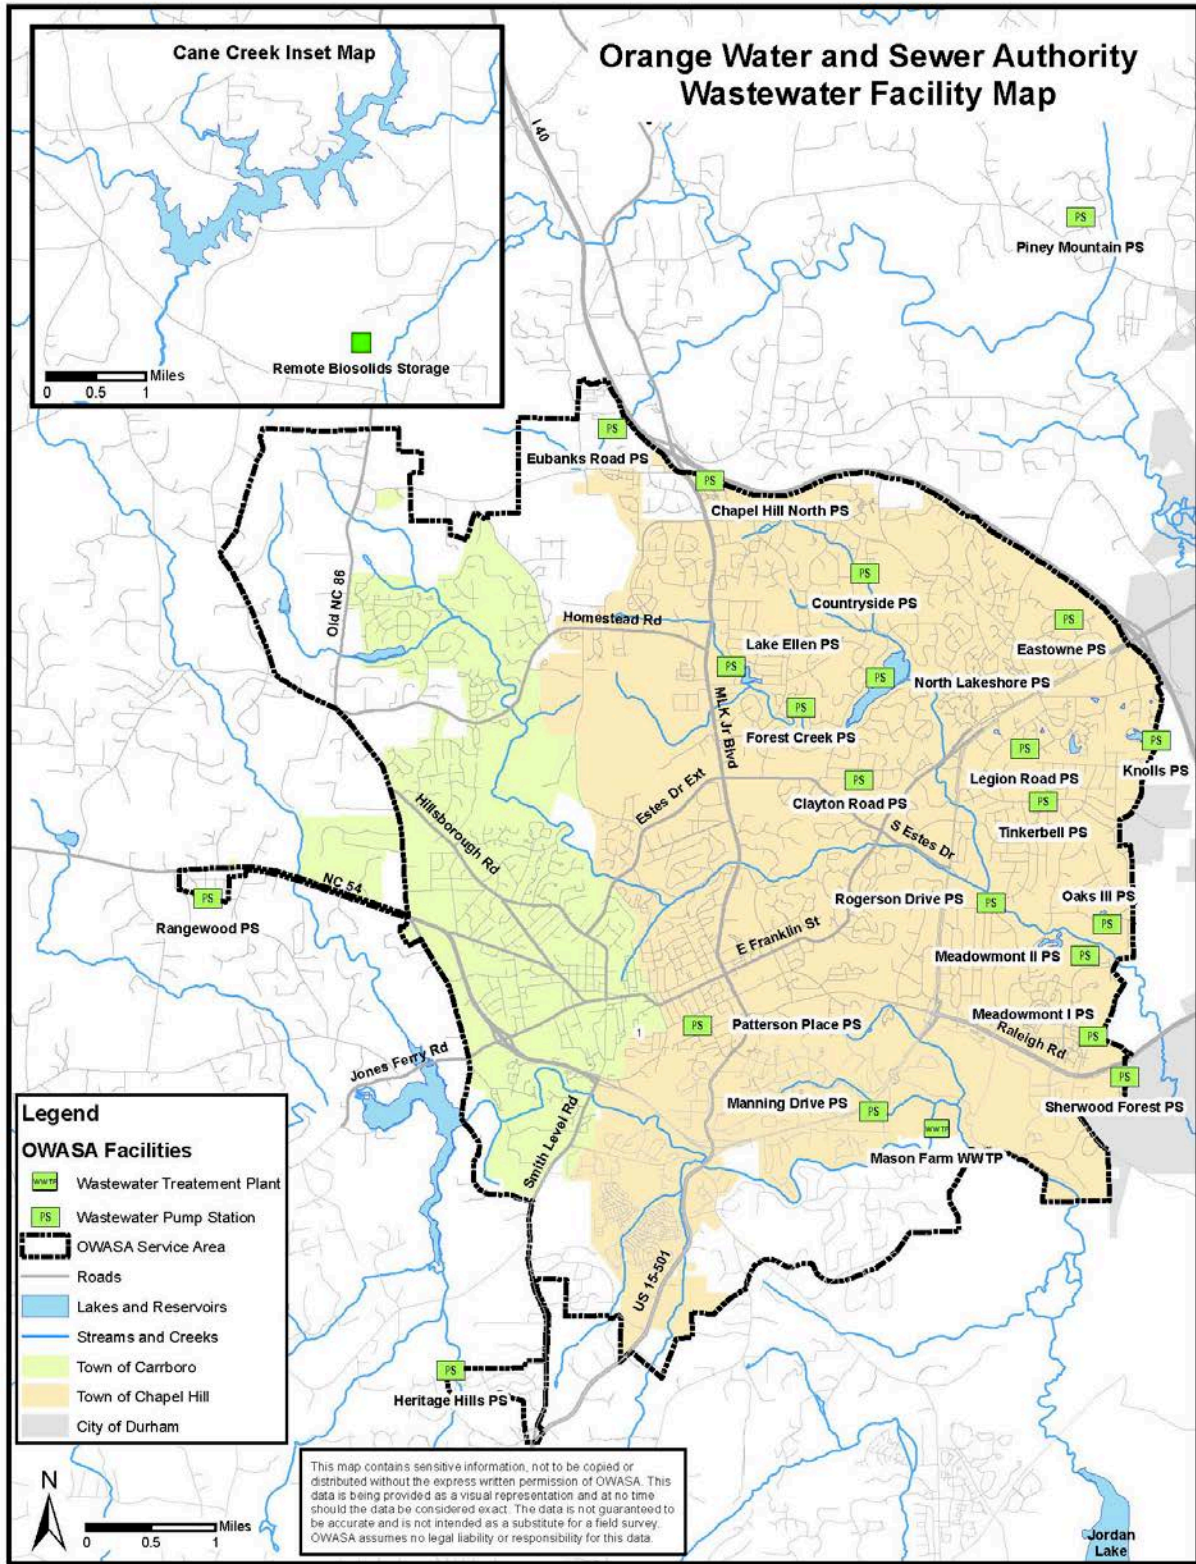 Orange Water and Sewer Authority
Wastewater Facility Map
Cane Creek Inset Map
Remote Biosolids Storage
Miles
0 0.5 1
I 40
PS
Piney Mountain PS
PS
Eubanks Road PS
PS
Chapel Hill North PS
PS
Countryside PS
PS
Eastowne PS
Old NC 86
Homestead Rd
Lake Ellen PS
PS
PS
North Lakeshore PS
PS
Forest Creek PS
MLK Jr Blvd
PS
Knolls PS
PS
Legion Road PS
PS
Clayton Road PS
PS
Tinkerbell PS
Estes Dr Ext
S Estes Dr
Hillsborough Rd
NC 54
PS
Rangewood PS
Rogerson Drive PS
PS
Oaks III PS
PS
E Franklin St
Meadowmont II PS
PS
Meadowmont I PS
PS
Raleigh Rd
PS
Patterson Place PS
1
Jones Ferry Rd
PS
Sherwood Forest PS
Manning Drive PS
PS
WWTP
Mason Farm WWTP
Smith Level Rd
US 15-501
PS
Heritage Hills PS
Legend
OWASA Facilities
WWTP Wastewater Treatement Plant
PS Wastewater Pump Station
OWASA Service Area
Roads
Lakes and Reservoirs
Streams and Creeks
Town of Carrboro
Town of Chapel Hill
City of Durham
N
Miles
0 0.5 1
This map contains sensitive information, not to be copied or
distributed without the express written permission of OWASA. This
data is being provided as a visual representation and at no time
should the data be considered exact. The data is not guaranteed to
be accurate and is not intended as a substitute for a field survey.
OWASA assumes no legal liability or responsibility for this data.
Jordan
Lake